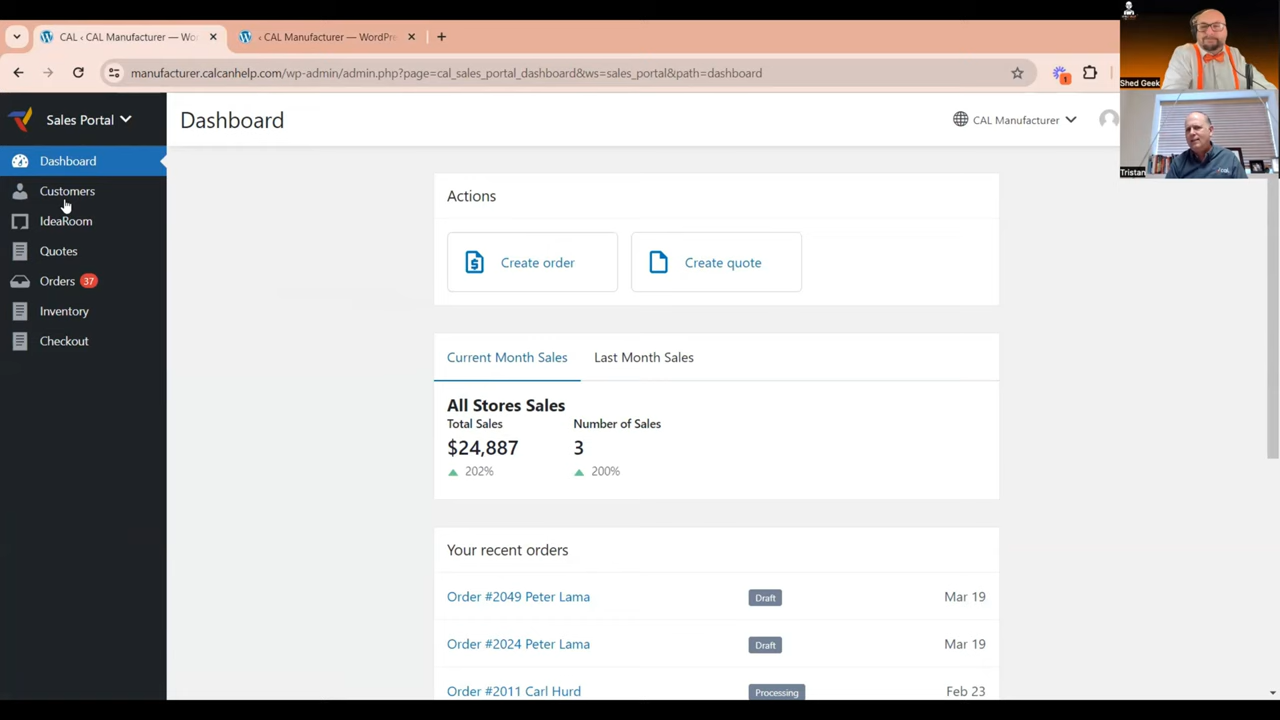 CAL ‹ CAL Manufacturer — Wo
‹ CAL Manufacturer — WordPre
manufacturer.calcanhelp.com/wp-admin/admin.php?page=cal_sales_portal_dashboard&ws=sales_portal&path=dashboard
1
Shed Geek
Tristan
Sales Portal
Dashboard
Customers
IdeaRoom
Quotes
Orders 37
Inventory
Checkout
Dashboard
CAL Manufacturer
Actions
Create order
Create quote
Current Month Sales
Last Month Sales
All Stores Sales
Total Sales
Number of Sales
$24,887
3
202%
200%
Your recent orders
Order #2049 Peter Lama
Draft
Mar 19
Order #2024 Peter Lama
Draft
Mar 19
Order #2011 Carl Hurd
Processing
Feb 23